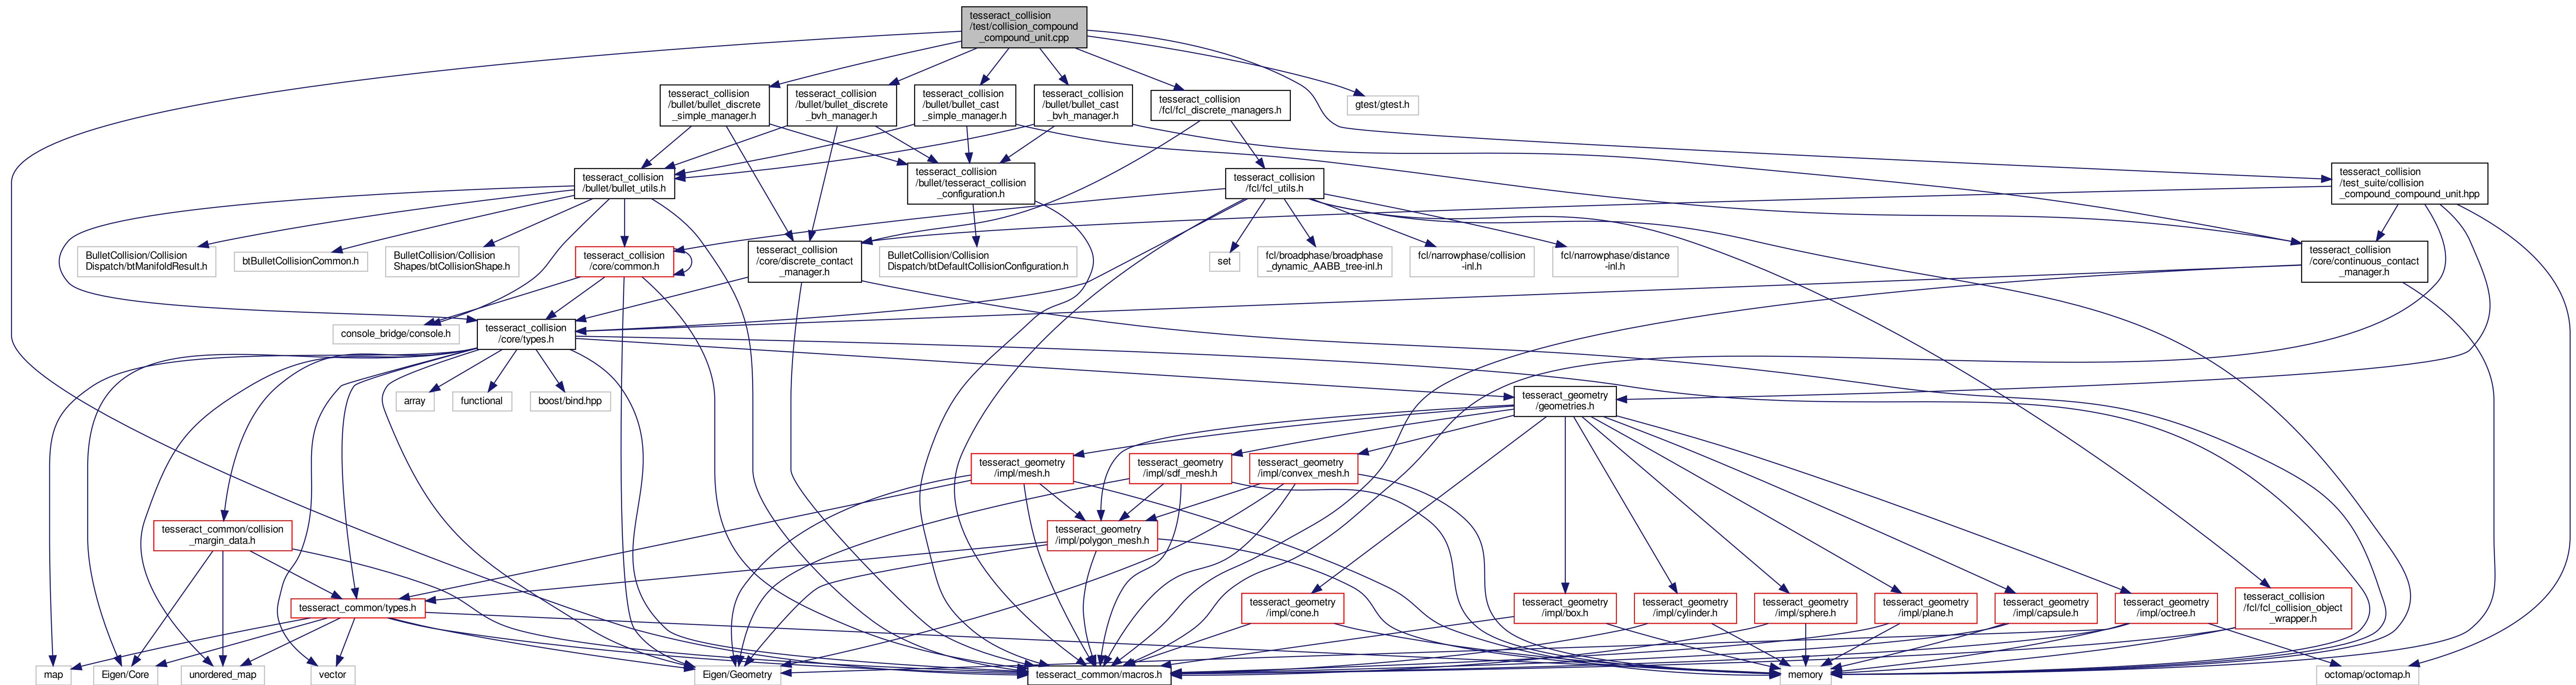 tesseract_collision
/test/collision_compound
_compound_unit.cpp
tesseract_collision
/bullet/bullet_discrete
_simple_manager.h
tesseract_collision
/bullet/bullet_discrete
_bvh_manager.h
tesseract_collision
/bullet/bullet_cast
_simple_manager.h
tesseract_collision
/bullet/bullet_cast
_bvh_manager.h
tesseract_collision
/fcl/fcl_discrete_managers.h
gtest/gtest.h
tesseract_collision
/bullet/bullet_utils.h
tesseract_collision
/bullet/tesseract_collision
_configuration.h
tesseract_collision
/fcl/fcl_utils.h
tesseract_collision
/test_suite/collision
_compound_compound_unit.hpp
BulletCollision/Collision
Dispatch/btManifoldResult.h
btBulletCollisionCommon.h
BulletCollision/Collision
Shapes/btCollisionShape.h
tesseract_collision
/core/common.h
tesseract_collision
/core/discrete_contact
_manager.h
BulletCollision/Collision
Dispatch/btDefaultCollisionConfiguration.h
set
fcl/broadphase/broadphase
_dynamic_AABB_tree-inl.h
fcl/narrowphase/collision
-inl.h
fcl/narrowphase/distance
-inl.h
tesseract_collision
/core/continuous_contact
_manager.h
console_bridge/console.h
tesseract_collision
/core/types.h
array
functional
boost/bind.hpp
tesseract_geometry
/geometries.h
tesseract_geometry
/impl/mesh.h
tesseract_geometry
/impl/sdf_mesh.h
tesseract_geometry
/impl/convex_mesh.h
tesseract_common/collision
_margin_data.h
tesseract_geometry
/impl/polygon_mesh.h
tesseract_common/types.h
tesseract_geometry
/impl/cone.h
tesseract_geometry
/impl/box.h
tesseract_geometry
/impl/cylinder.h
tesseract_geometry
/impl/sphere.h
tesseract_geometry
/impl/plane.h
tesseract_geometry
/impl/capsule.h
tesseract_geometry
/impl/octree.h
tesseract_collision
/fcl/fcl_collision_object
_wrapper.h
map
Eigen/Core
unordered_map
vector
Eigen/Geometry
tesseract_common/macros.h
memory
octomap/octomap.h